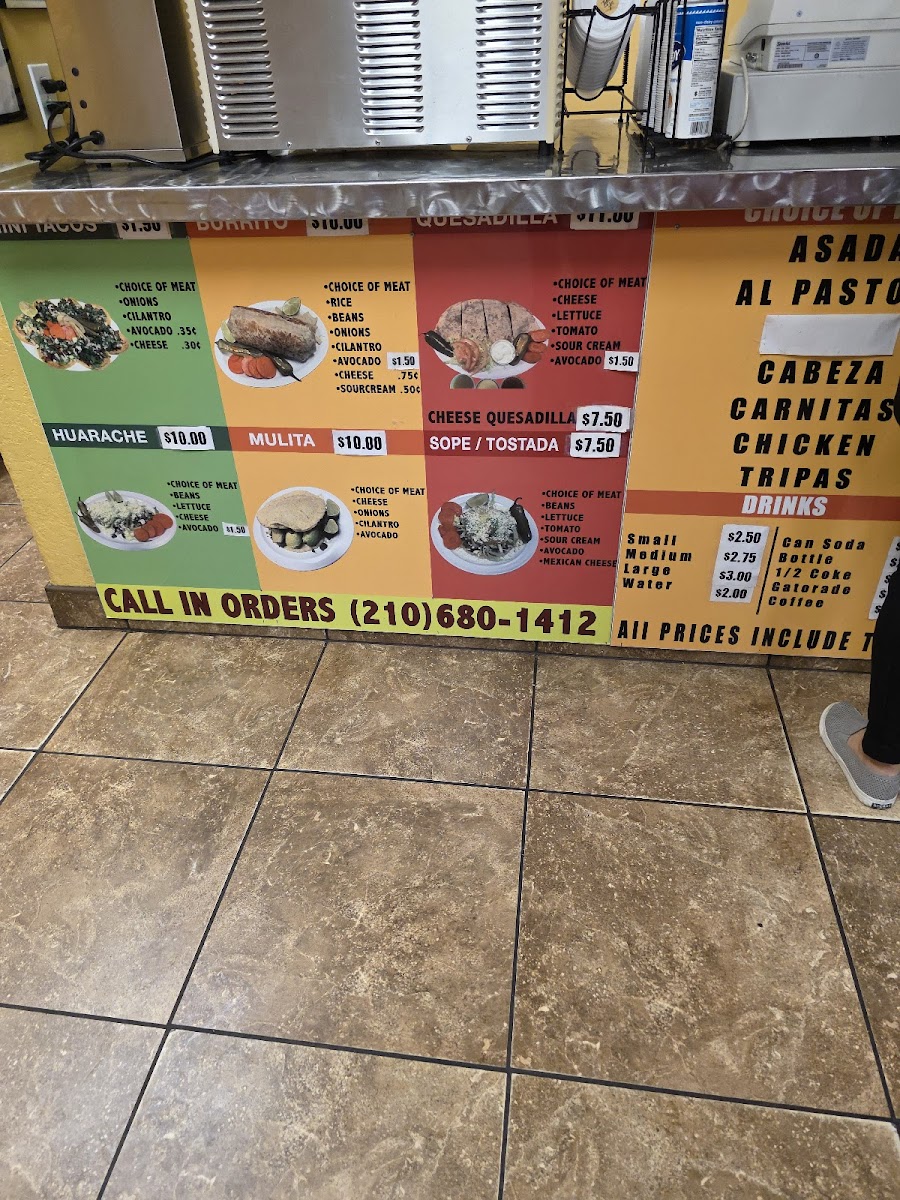 MINI TACOS $1.50
•CHOICE OF MEAT
•ONIONS
•CILANTRO
•AVOCADO .35¢
•CHEESE .30¢
BURRITO $10.00
•CHOICE OF MEAT
•RICE
•BEANS
•ONIONS
•CILANTRO
•AVOCADO $1.50
•CHEESE .75¢
•SOURCREAM .50¢
QUESADILLA $11.00
•CHOICE OF MEAT
•CHEESE
•LETTUCE
•TOMATO
•SOUR CREAM
•AVOCADO $1.50
CHEESE QUESADILLA $7.50
HUARACHE $10.00
•CHOICE OF MEAT
•BEANS
•LETTUCE
•CHEESE
•AVOCADO $1.50
MULITA $10.00
•CHOICE OF MEAT
•CHEESE
•ONIONS
•CILANTRO
•AVOCADO
SOPE / TOSTADA $7.50
•CHOICE OF MEAT
•BEANS
•LETTUCE
•TOMATO
•SOUR CREAM
•AVOCADO
•MEXICAN CHEESE
CALL IN ORDERS (210)680-1412
CHOICE OF
ASADA
AL PASTO
CABEZA
CARNITAS
CHICKEN
TRIPAS
DRINKS
Small $2.50
Medium $2.75
Large $3.00
Water $2.00
Can Soda
Bottle
1/2 Coke
Gatorade
Coffee
All PRICES INCLUDE T